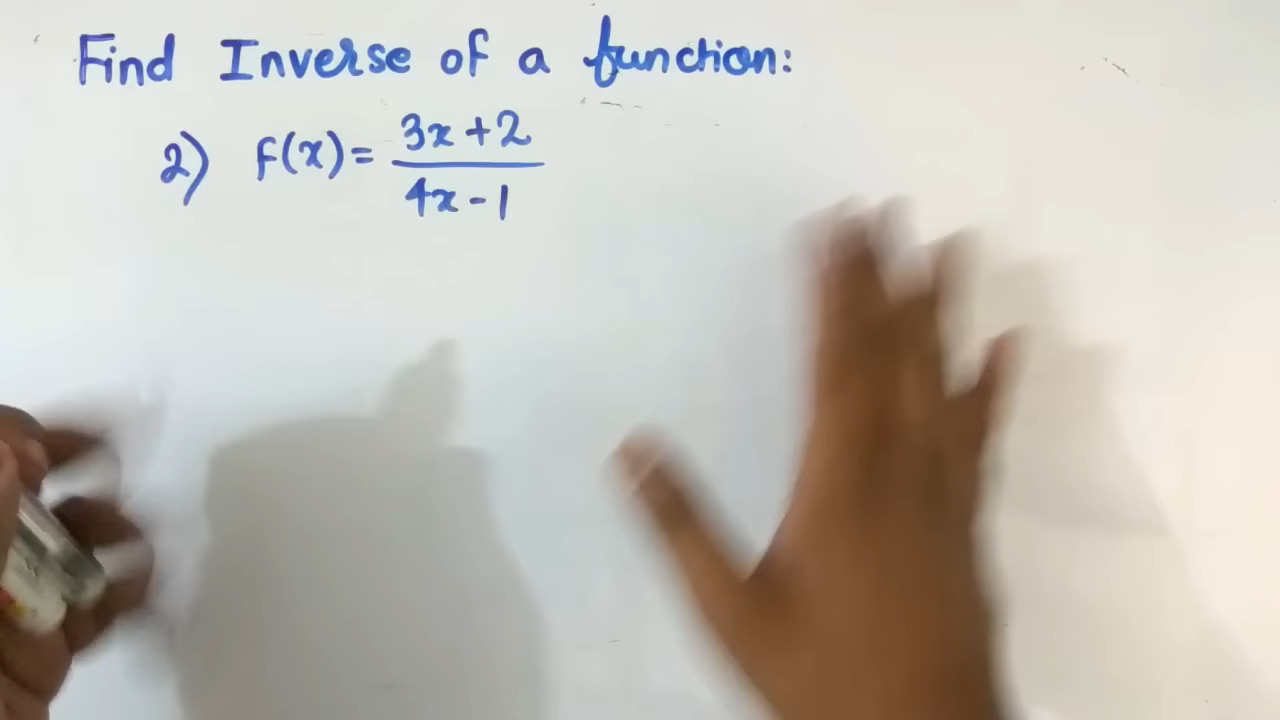 Find Inverse of a function:
2) f(x) = 3x+2 / 4x-1